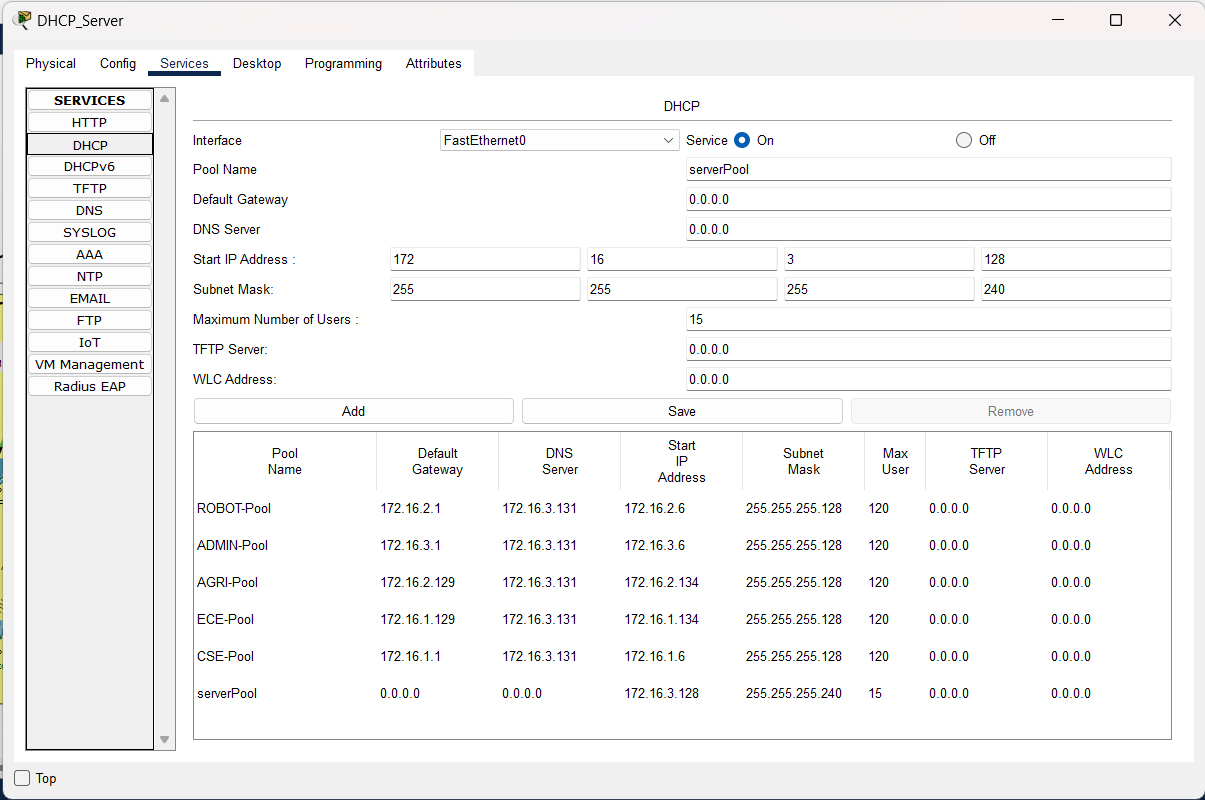 DHCP_Server
Physical Config Services Desktop Programming Attributes
SERVICES
HTTP
DHCP
DHCPv6
TFTP
DNS
SYSLOG
AAA
NTP
EMAIL
FTP
IoT
VM Management
Radius EAP
DHCP
Interface FastEthernet0 Service On Off
Pool Name serverPool
Default Gateway 0.0.0.0
DNS Server 0.0.0.0
Start IP Address : 172 16 3 128
Subnet Mask: 255 255 255 240
Maximum Number of Users : 15
TFTP Server: 0.0.0.0
WLC Address: 0.0.0.0
Add Save Remove
Pool Name Default Gateway DNS Server Start IP Address Subnet Mask Max User TFTP Server WLC Address
ROBOT-Pool 172.16.2.1 172.16.3.131 172.16.2.6 255.255.255.128 120 0.0.0.0 0.0.0.0
ADMIN-Pool 172.16.3.1 172.16.3.131 172.16.3.6 255.255.255.128 120 0.0.0.0 0.0.0.0
AGRI-Pool 172.16.2.129 172.16.3.131 172.16.2.134 255.255.255.128 120 0.0.0.0 0.0.0.0
ECE-Pool 172.16.1.129 172.16.3.131 172.16.1.134 255.255.255.128 120 0.0.0.0 0.0.0.0
CSE-Pool 172.16.1.1 172.16.3.131 172.16.1.6 255.255.255.128 120 0.0.0.0 0.0.0.0
serverPool 0.0.0.0 0.0.0.0 172.16.3.128 255.255.255.240 15 0.0.0.0 0.0.0.0
Top